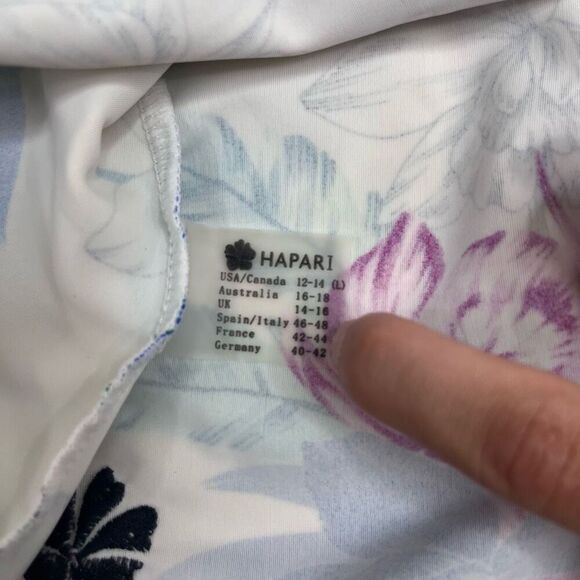 HAPARI
USA/Canada 12-14 (L)
Australia 16-18
UK 14-16
Spain/Italy 46-48
France 42-44
Germany 40-42